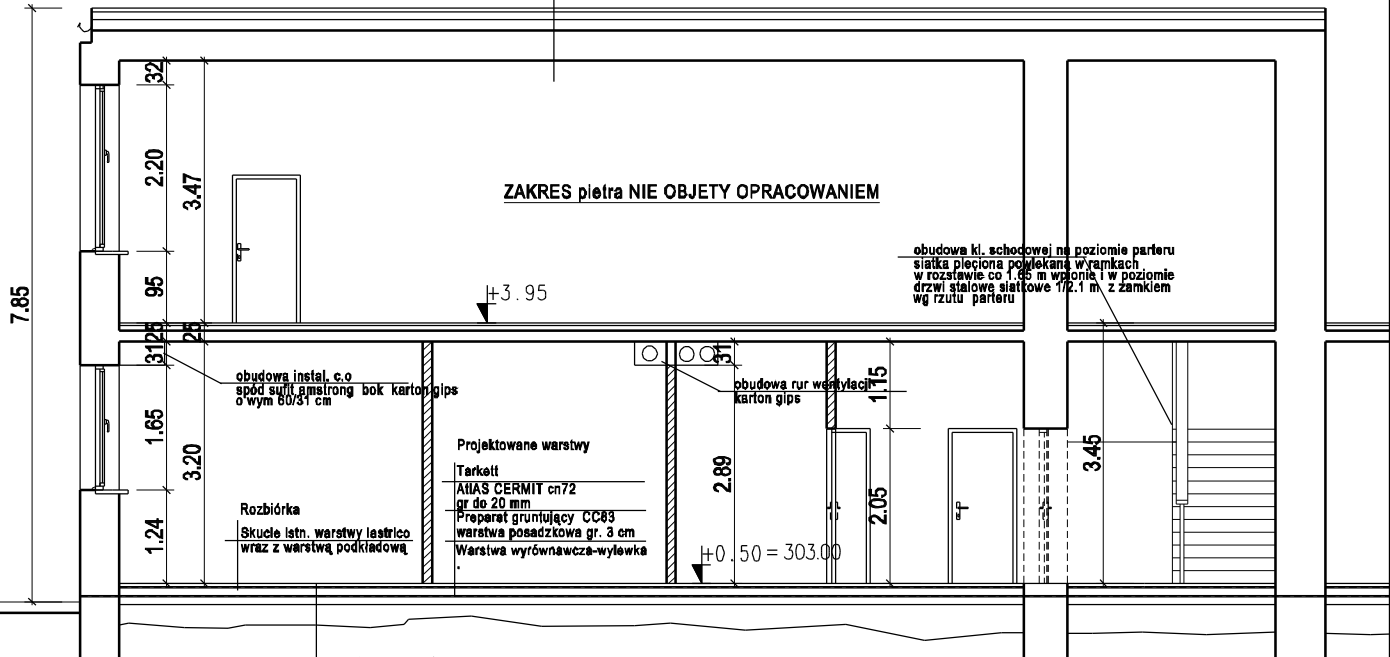 32
2.20
3.47
ZAKRES pietra NIE OBJETY OPRACOWANIEM
obudowa kl. schodowej na poziomie parteru
siatka pleciona powlekana w ramkach
w rozstawie co 1.65 m wpionie i w poziomie
drzwi stalowe siatkowe 1/2.1 m z zamkiem
wg rzutu parteru
7.85
95
+3.95
25
25
31
31
obudowa instal. c.o
spód sufit amstrong bok karton gips
o wym 60/31 cm
obudowa rur wentylacji
karton gips
1.15
1.65
3.20
Projektowane warstwy
Tarkett
AtlAS CERMIT cn72
gr do 20 mm
Preparat gruntujący CC83
warstwa posadzkowa gr. 3 cm
Warstwa wyrównawcza-wylewka
.
2.89
3.45
2.05
Rozbiórka
Skucie istn. warstwy lastrico
wraz z warstwą podkładową
1.24
+0.50 = 303.00